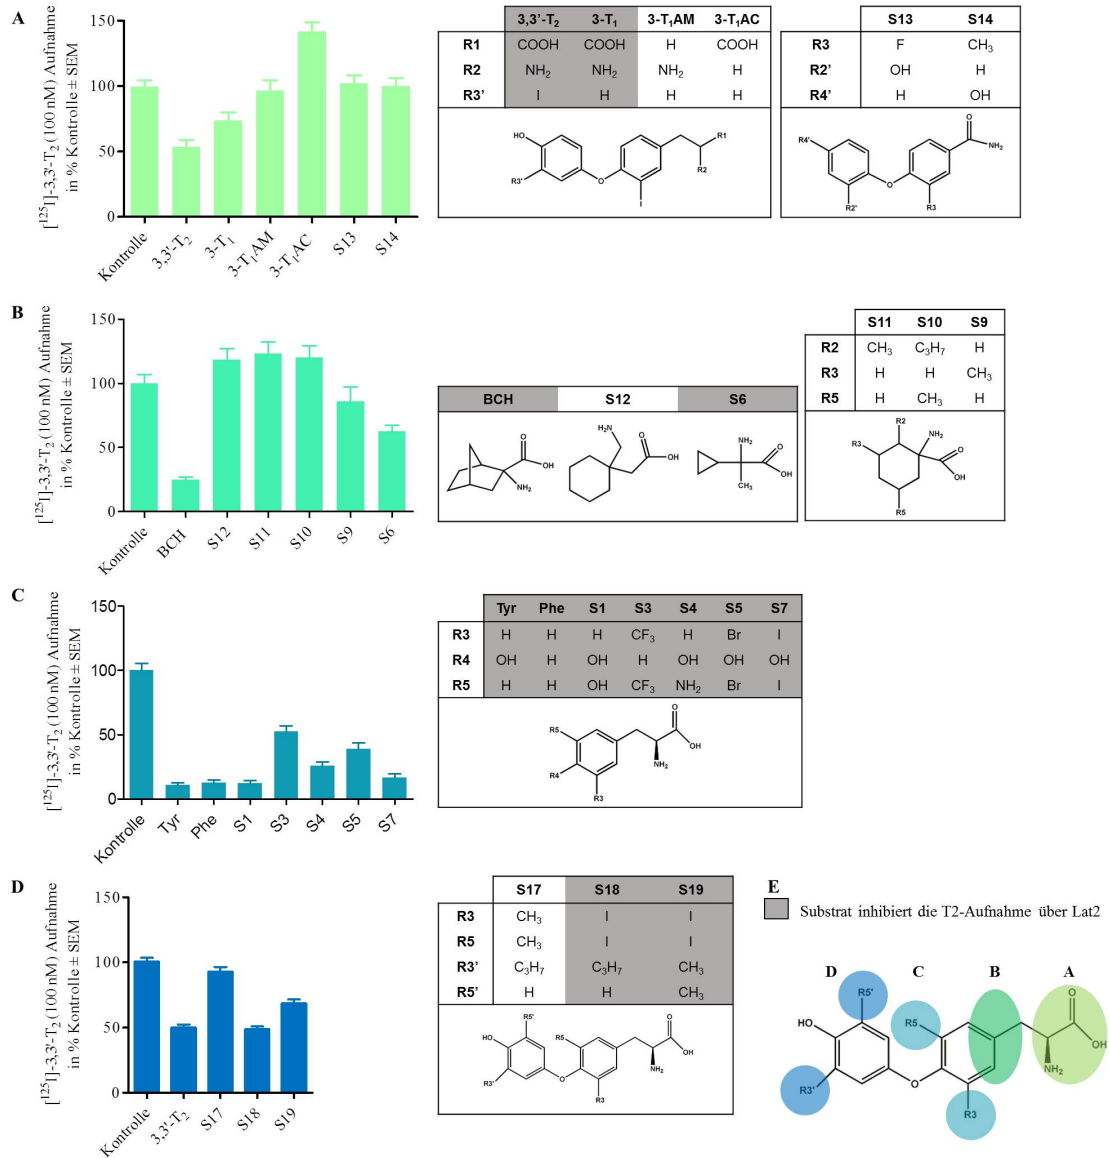 A
[¹²⁵I]-3,3'-T₂ (100 nM) Aufnahme
in % Kontrolle ± SEM
150
100
50
0
Kontrolle
3,3'-T₂
3-T₁
3-T₁AM
3-T₁AC
S13
S14
3,3'-T₂ 3-T₁ 3-T₁AM 3-T₁AC
R1 COOH COOH H COOH
R2 NH₂ NH₂ NH₂ H
R3' I H H H
HO
R1
R2
R3'
O
I
S13 S14
R3 F CH₃
R2' OH H
R4' H OH
O
R4'
NH₂
O
R2'
R3
B
[¹²⁵I]-3,3'-T₂ (100 nM) Aufnahme
in % Kontrolle ± SEM
150
100
50
0
Kontrolle
BCH
S12
S11
S10
S9
S6
BCH S12 S6
O
OH
NH₂
H₂N
O
OH
NH₂
O
OH
CH₃
S11 S10 S9
R2 CH₃ C₃H₇ H
R3 H H CH₃
R5 H CH₃ H
R2
R3
NH₂
O
OH
R5
C
[¹²⁵I]-3,3'-T₂ (100 nM) Aufnahme
in % Kontrolle ± SEM
150
100
50
0
Kontrolle
Tyr
Phe
S1
S3
S4
S5
S7
Tyr Phe S1 S3 S4 S5 S7
R3 H H H CF₃ H Br I
R4 OH H OH H OH OH OH
R5 H H OH CF₃ NH₂ Br I
O
R5
OH
NH₂
R4
R3
D
[¹²⁵I]-3,3'-T₂ (100 nM) Aufnahme
in % Kontrolle ± SEM
150
100
50
0
Kontrolle
3,3'-T₂
S17
S18
S19
S17 S18 S19
R3 CH₃ I I
R5 CH₃ I I
R3' C₃H₇ C₃H₇ CH₃
R5' H H CH₃
R5'
R5
O
HO
OH
NH₂
R3'
O
R3
E
Substrat inhibiert die T2-Aufnahme über Lat2
D C B A
R5'
O
HO
R5
OH
NH₂
R3'
O
R3